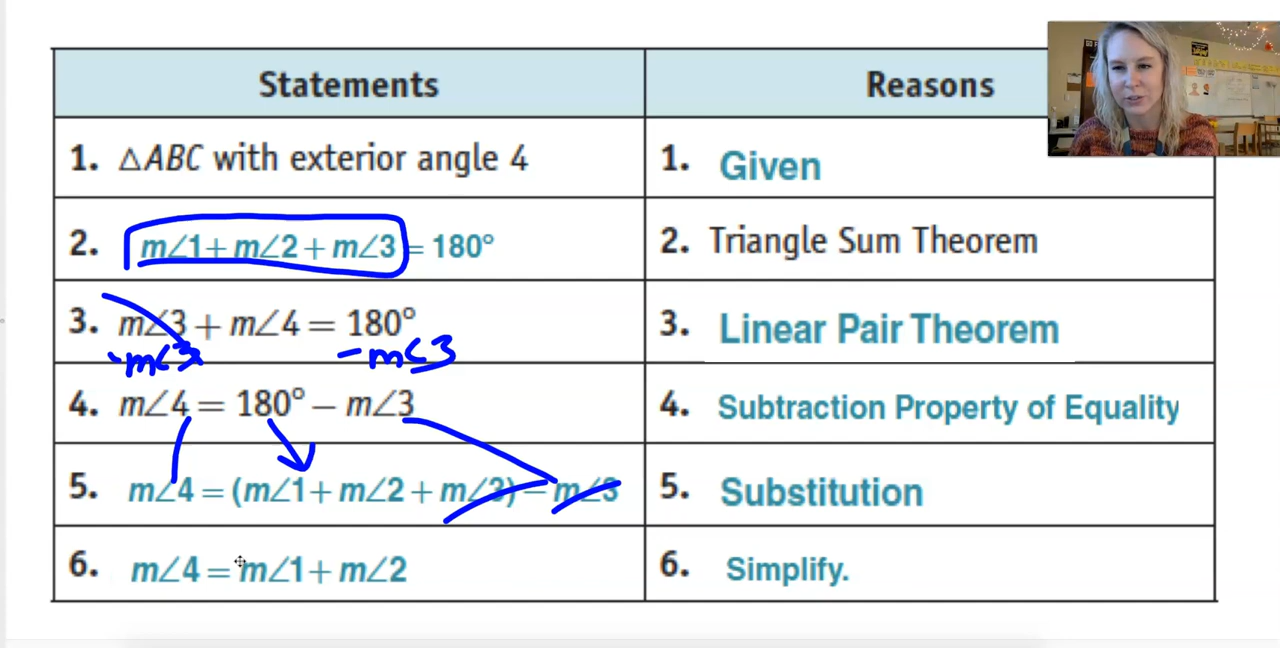 Statements Reasons
1. △ABC with exterior angle 4 1. Given
2. m∠1 + m∠2 + m∠3 = 180° 2. Triangle Sum Theorem
3. m∠3 + m∠4 = 180° 3. Linear Pair Theorem
-m<3 -m<3
4. m∠4 = 180° – m∠3 4. Subtraction Property of Equality
5. m∠4 = (m∠1 + m∠2 + m∠3) – m∠3 5. Substitution
6. m∠4 = m∠1 + m∠2 6. Simplify.